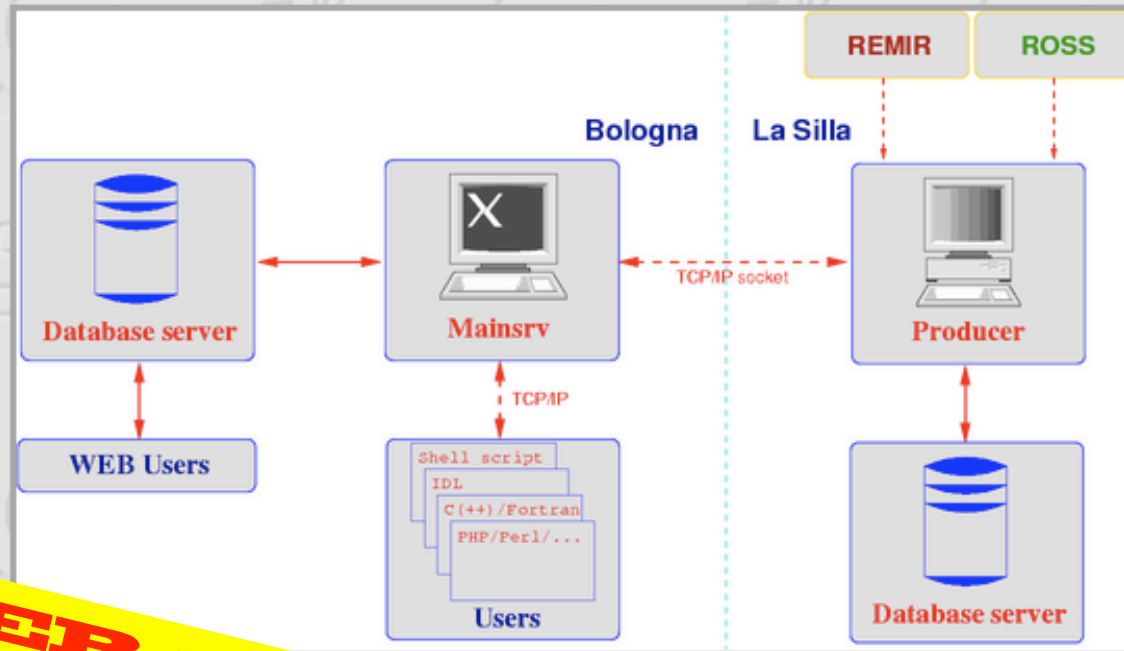 REMIR
ROSS
Bologna
La Silla
X
Database server
Mainsrv
TCP/IP socket
Producer
TCP/IP
WEB Users
Shell script
IDL
C(++)/Fortran
PHP/Perl/...
Users
Database server